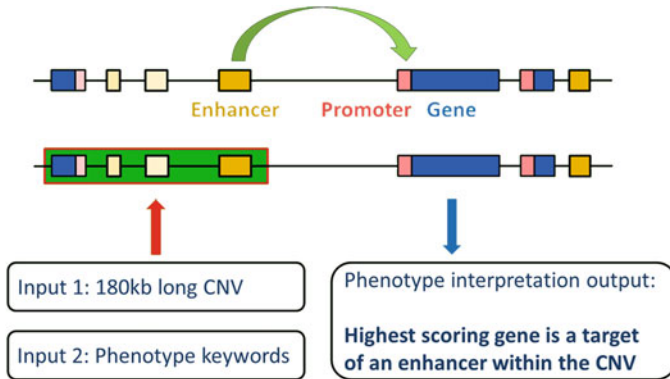 Enhancer Promoter Gene
Input 1: 180kb long CNV
Input 2: Phenotype keywords
Phenotype interpretation output:
Highest scoring gene is a target
of an enhancer within the CNV